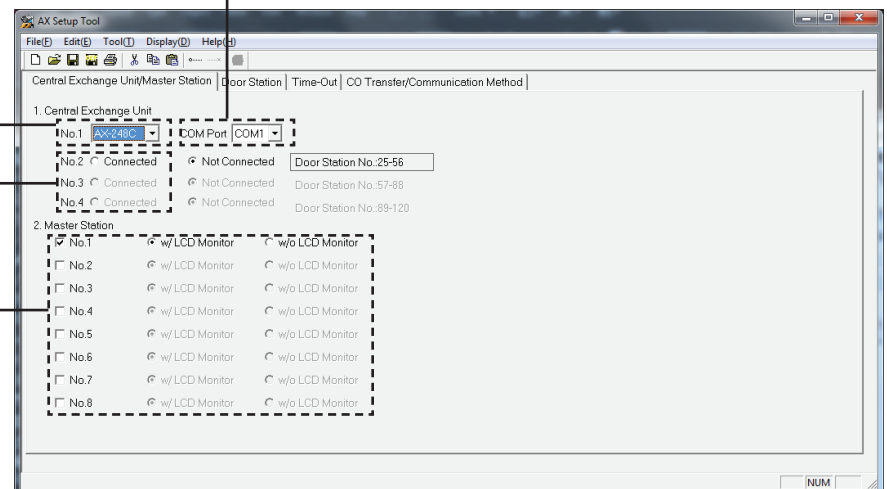 AX Setup Tool
File(F) Edit(E) Tool(T) Display(D) Help(H)
Central Exchange Unit/Master Station Door Station Time-Out CO Transfer/Communication Method
1. Central Exchange Unit
No.1 AX-248C COM Port COM1
No.2 Connected Not Connected Door Station No.:25-56
No.3 Connected Not Connected Door Station No.:57-88
No.4 Connected Not Connected Door Station No.:89-120
2. Master Station
No.1 w/ LCD Monitor w/o LCD Monitor
No.2 w/ LCD Monitor w/o LCD Monitor
No.3 w/ LCD Monitor w/o LCD Monitor
No.4 w/ LCD Monitor w/o LCD Monitor
No.5 w/ LCD Monitor w/o LCD Monitor
No.6 w/ LCD Monitor w/o LCD Monitor
No.7 w/ LCD Monitor w/o LCD Monitor
No.8 w/ LCD Monitor w/o LCD Monitor
NUM